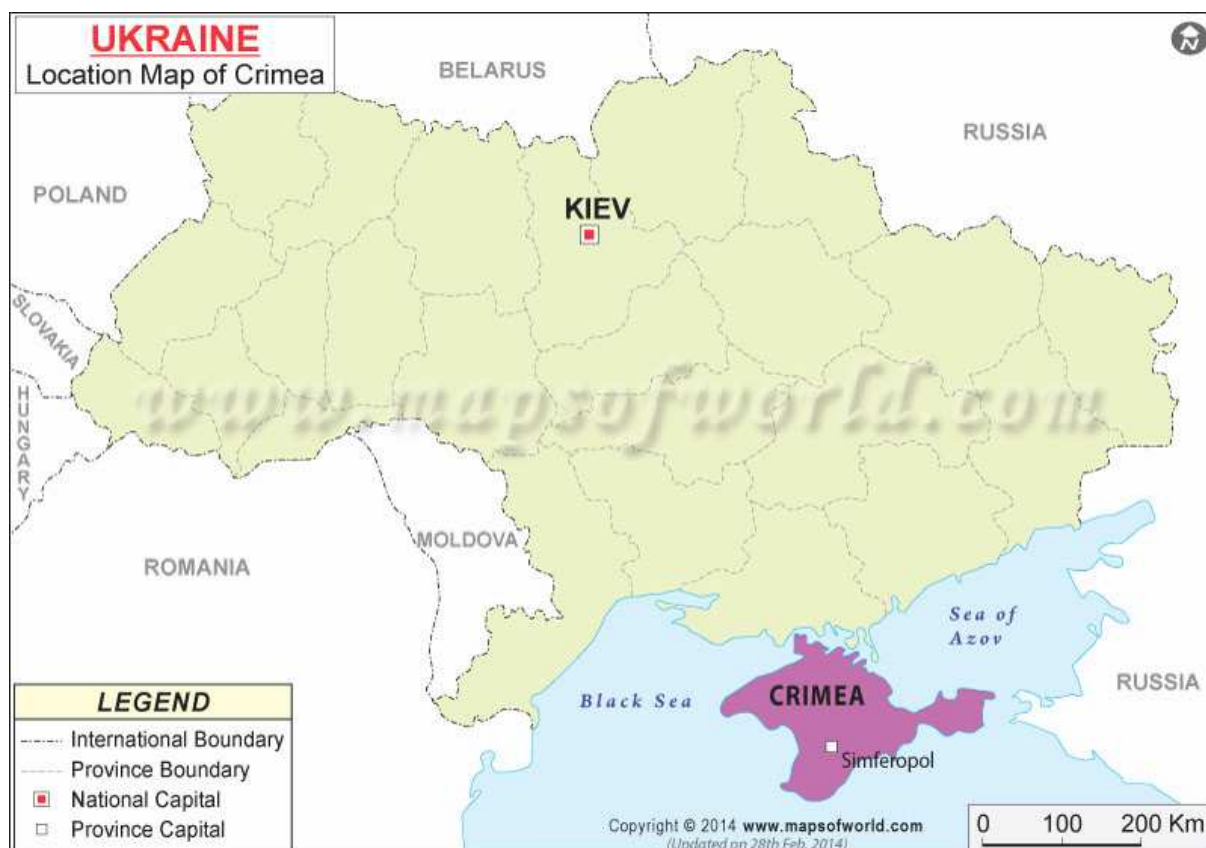 UKRAINE
Location Map of Crimea
N
BELARUS
RUSSIA
POLAND
KIEV
SLOVAKIA
HUNGARY
www.mapsofworld.com
MOLDOVA
ROMANIA
Sea of
Azov
Black Sea
CRIMEA
RUSSIA
Simferopol
LEGEND
International Boundary
Province Boundary
National Capital
Province Capital
Copyright © 2014 www.mapsofworld.com
(Updated on 28th Feb, 2014)
0 100 200 Km